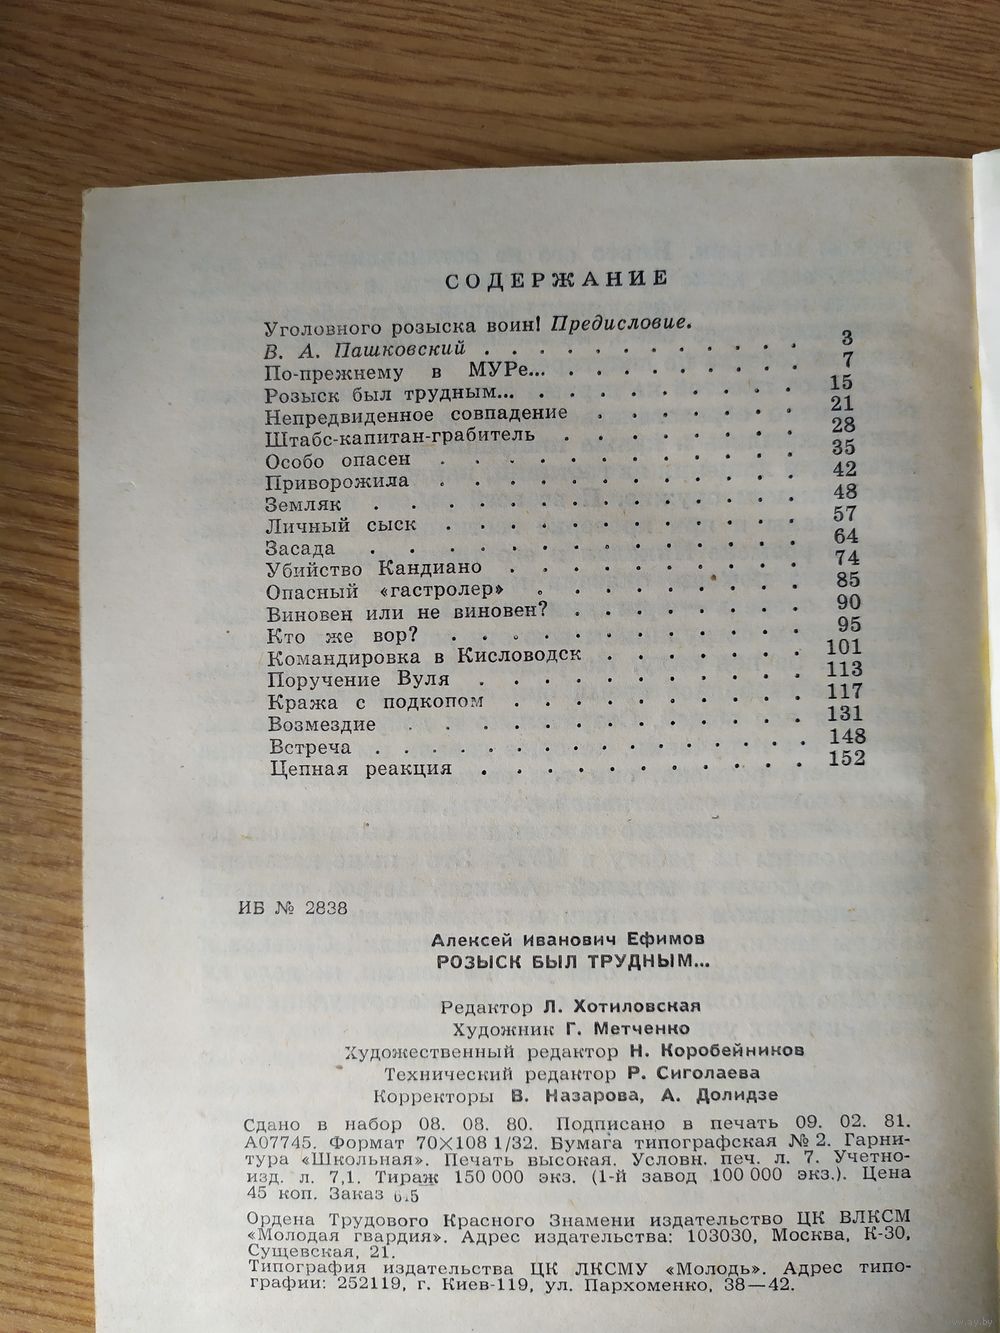 СОДЕРЖАНИЕ
Уголовного розыска воин! Предисловие.
В. А. Пашковский . . . . . . . . . . . . 3
По-прежнему в МУРе... . . . . . . . . . . 7
Розыск был трудным... . . . . . . . . . . 15
Непредвиденное совпадение . . . . . . . 21
Штабс-капитан-грабитель . . . . . . . . 28
Особо опасен . . . . . . . . . . . . . 35
Приворожила . . . . . . . . . . . . . 42
Земляк . . . . . . . . . . . . . . . 48
Личный сыск . . . . . . . . . . . . 57
Засада . . . . . . . . . . . . . . . 64
Убийство Кандиано . . . . . . . . . . 74
Опасный «гастролер» . . . . . . . . . 85
Виновен или не виновен? . . . . . . . . 90
Кто же вор? . . . . . . . . . . . . 95
Командировка в Кисловодск . . . . . . . 101
Поручение Вуля . . . . . . . . . . . 113
Кража с подкопом . . . . . . . . . . 117
Возмездие . . . . . . . . . . . . . 131
Встреча . . . . . . . . . . . . . . . 148
Цепная реакция . . . . . . . . . . . 152
ИБ № 2838
Алексей Иванович Ефимов
РОЗЫСК БЫЛ ТРУДНЫМ...
Редактор Л. Хотиловская
Художник Г. Метченко
Художественный редактор Н. Коробейников
Технический редактор Р. Сиголаева
Корректоры В. Назарова, А. Долидзе
Сдано в набор 08. 08. 80. Подписано в печать 09. 02. 81.
А07745. Формат 70×108 1/32. Бумага типографская № 2. Гарни-
тура «Школьная». Печать высокая. Условн. печ. л. 7. Учетно-
изд. л. 7,1. Тираж 150 000 экз. (1-й завод 100 000 экз.). Цена
45 коп. Заказ
Ордена Трудового Красного Знамени издательство ЦК ВЛКСМ
«Молодая гвардия». Адрес издательства: 103030, Москва, К-30,
Сущевская, 21.
Типография издательства ЦК ЛКСМУ «Молодь». Адрес типо-
графии: 252119, г. Киев-119, ул. Пархоменко, 38—42.
www.ay.by